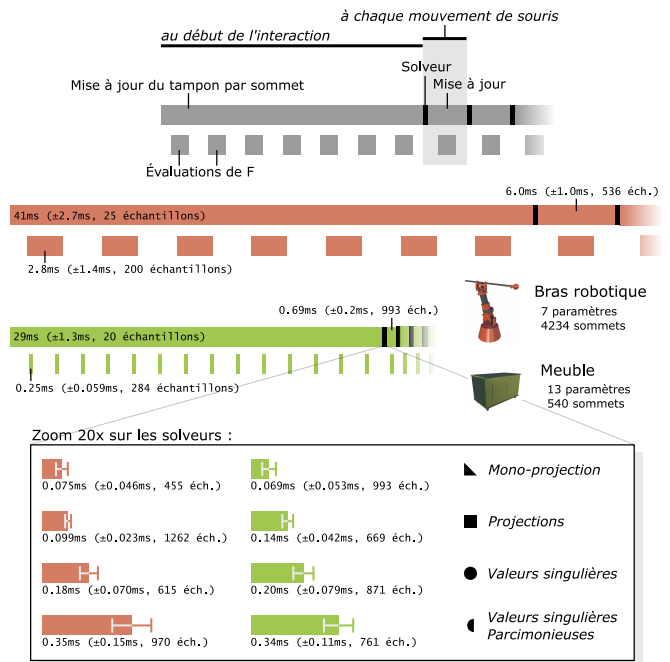 à chaque mouvement de souris
au début de l'interaction
Solveur
Mise à jour du tampon par sommet
Mise à jour
Évaluations de F
6.0ms (±1.0ms, 536 éch.)
41ms (±2.7ms, 25 échantillons)
2.8ms (±1.4ms, 200 échantillons)
0.69ms (±0.2ms, 993 éch.)
Bras robotique
7 paramètres
4234 sommets
29ms (±1.3ms, 20 échantillons)
0.25ms (±0.059ms, 284 échantillons)
Meuble
13 paramètres
540 sommets
Zoom 20x sur les solveurs :
0.075ms (±0.046ms, 455 éch.)
0.069ms (±0.053ms, 993 éch.)
Mono-projection
0.099ms (±0.023ms, 1262 éch.)
0.14ms (±0.042ms, 669 éch.)
Projections
0.18ms (±0.070ms, 615 éch.)
0.20ms (±0.079ms, 871 éch.)
Valeurs singulières
0.35ms (±0.15ms, 970 éch.)
0.34ms (±0.11ms, 761 éch.)
Valeurs singulières
Parcimonieuses